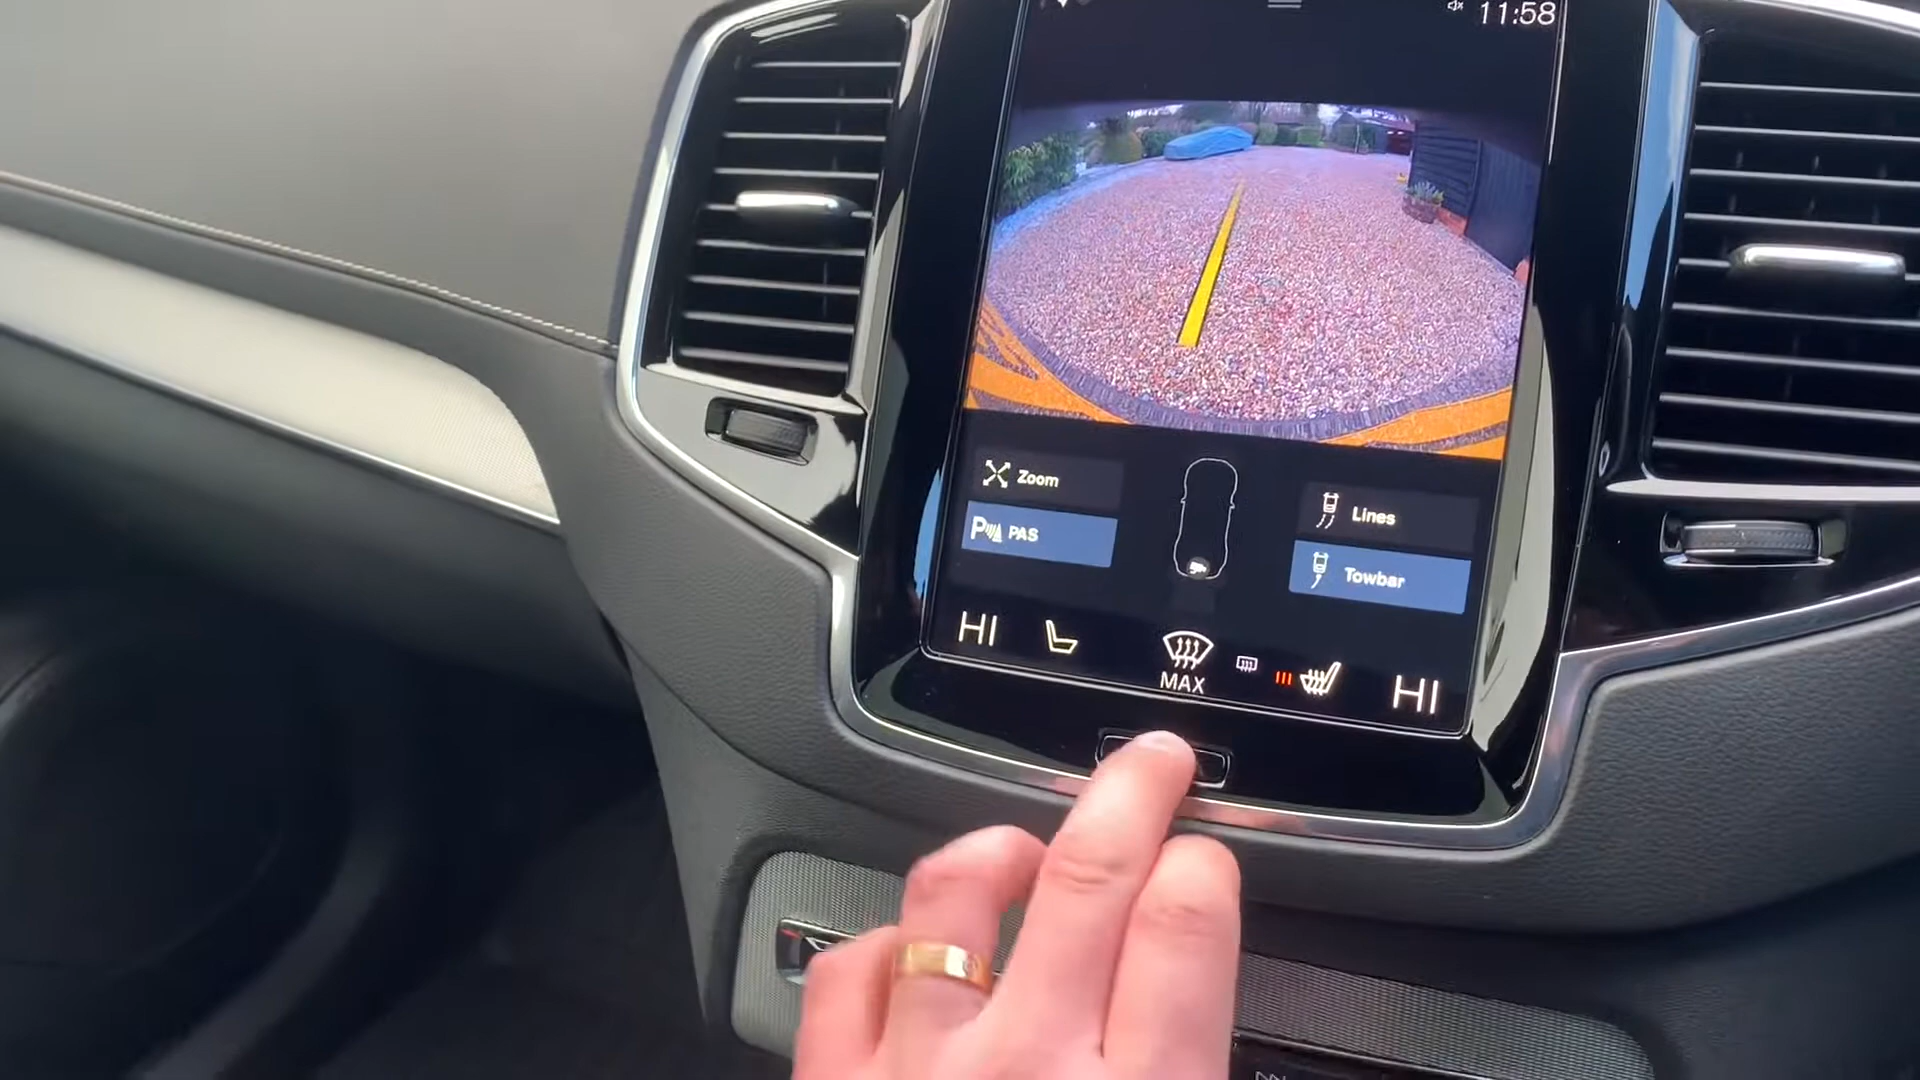 11:58
Zoom
Lines
PAS
Towbar
HI
MAX
HI